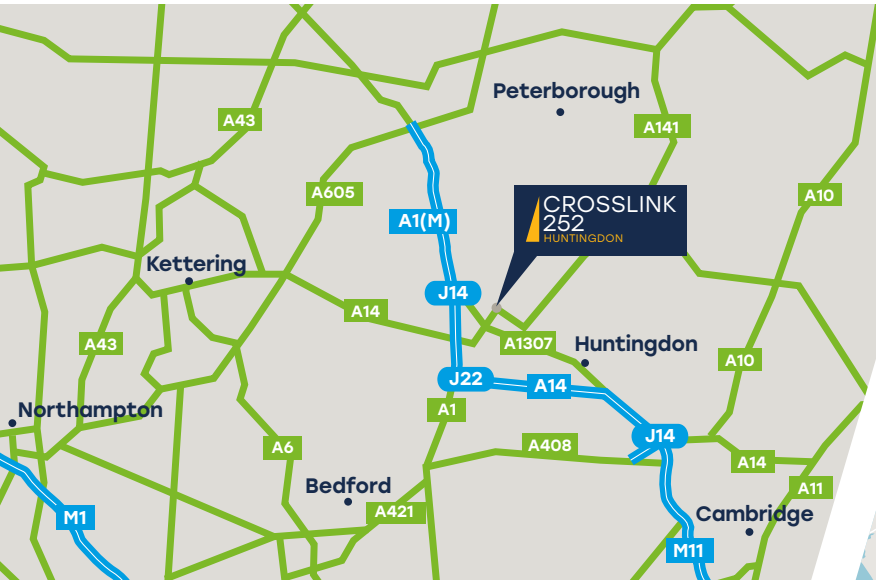 Peterborough
A43
A141
A605
A10
CROSSLINK
252
HUNTINGDON
A1(M)
Kettering
J14
A14
A43
A1307
Huntingdon
A10
J22
A14
Northampton
A1
J14
A6
A408
A14
Bedford
A11
A421
Cambridge
M1
M11